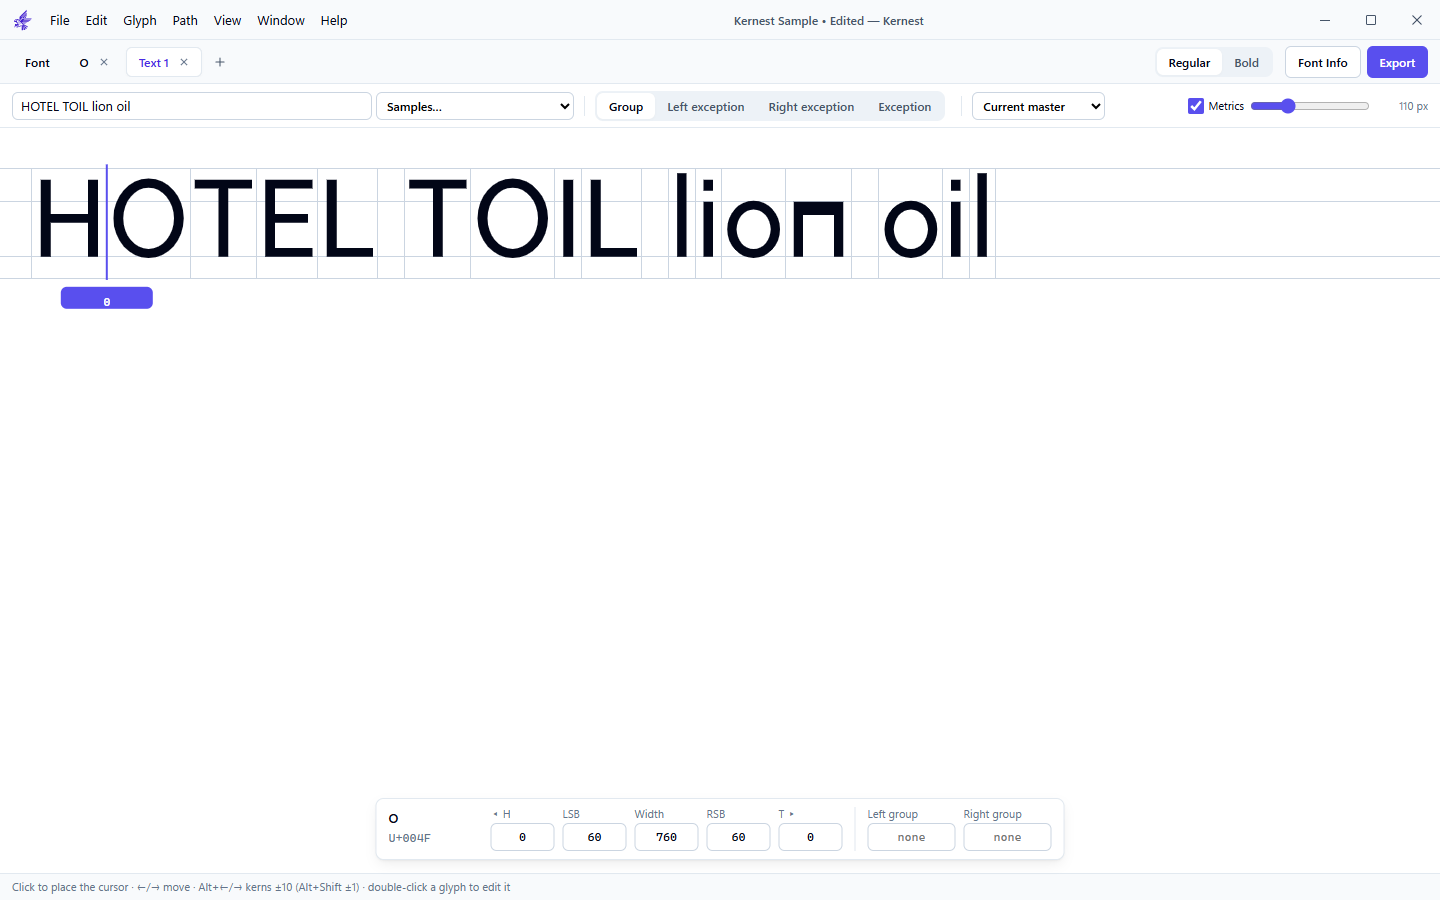 File Edit Glyph Path View Window Help
Kernest Sample • Edited — Kernest
Font O × Text 1 × +
Regular Bold Font Info Export
HOTEL TOIL lion oil Samples... Group Left exception Right exception Exception Current master Metrics 110 px
HOTEL TOIL lion oil
0
O
U+004F
◂ H LSB Width RSB T ▸ Left group Right group
0 60 760 60 0 none none
Click to place the cursor · ←/→ move · Alt+←/→ kerns ±10 (Alt+Shift ±1) · double-click a glyph to edit it